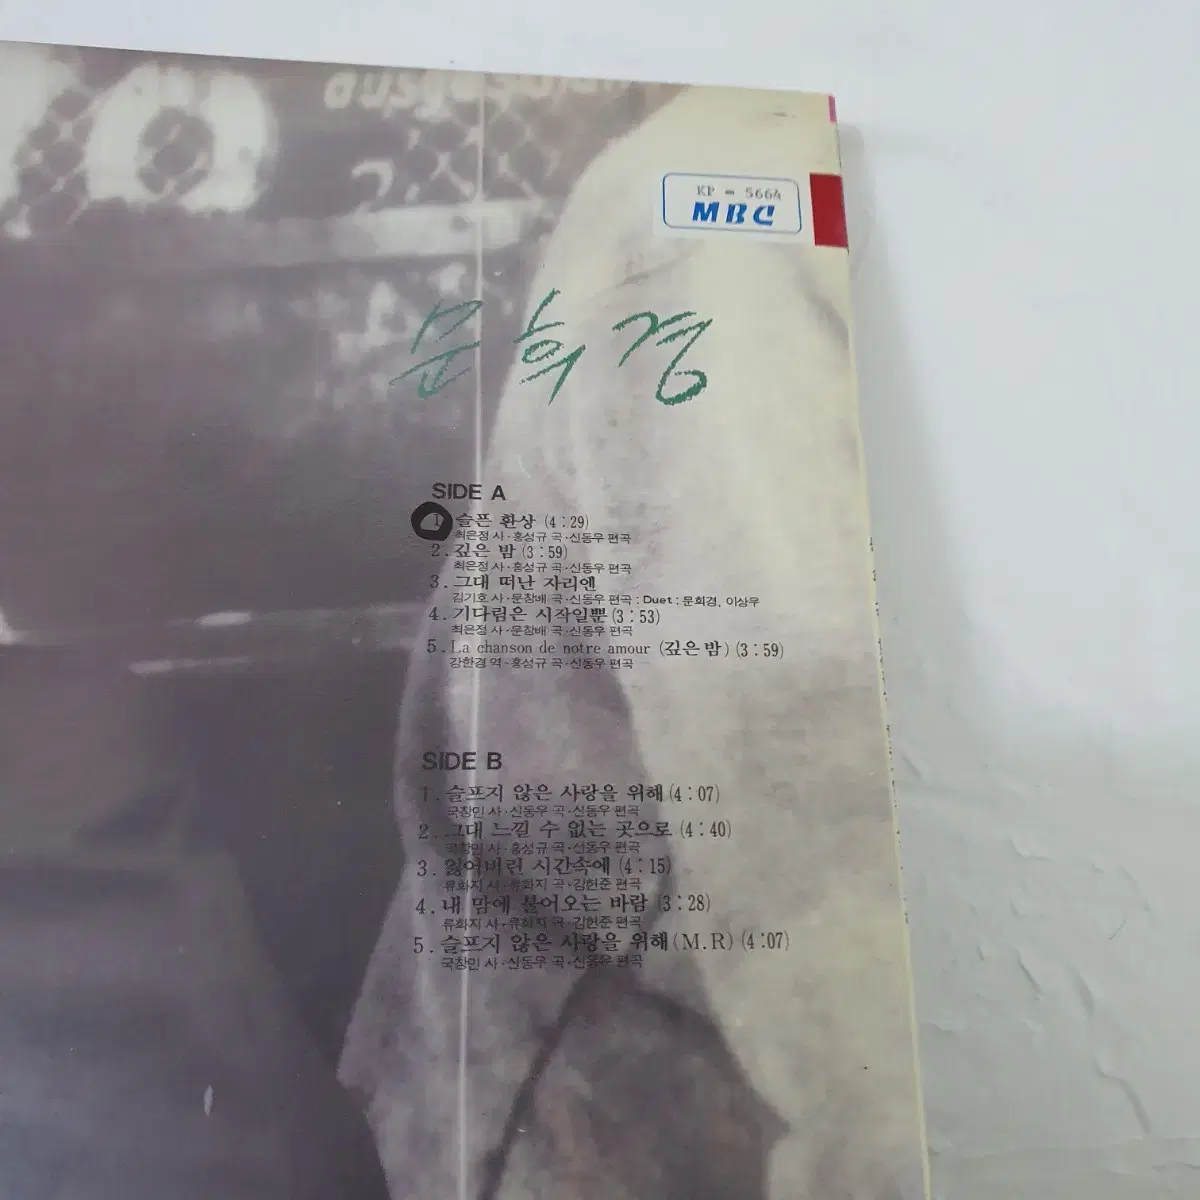 KP - 5664
MBC
문희경
SIDE A
1. 슬픈 환상 (4:29)
최은정 사·홍성규 곡·신동우 편곡
2. 깊은 밤 (3:59)
최은정 사·홍성규 곡·신동우 편곡
3. 그대 떠난 자리엔
김기호 사·문창배 곡·신동우 편곡 : Duet : 문희경, 이상우
4. 기다림은 시작일뿐 (3:53)
최은정 사·문창배 곡·신동우 편곡
5. La chanson de notre amour (깊은밤) (3:59)
강한경 역·홍성규 곡·신동우 편곡
SIDE B
1. 슬프지 않은 사랑을 위해 (4:07)
국창민 사·신동우 곡·신동우 편곡
2. 그대 느낄 수 없는 곳으로 (4:40)
국창민 사·홍성규 곡·신동우 편곡
3. 잃어버린 시간속에 (4:15)
류화지 사·류화지 곡·김헌준 편곡
4. 내 맘에 불어오는 바람 (3:28)
류화지 사·류화지 곡·김헌준 편곡
5. 슬프지 않은 사랑을 위해 (M.R) (4:07)
국창민 사·신동우 곡·신동우 편곡